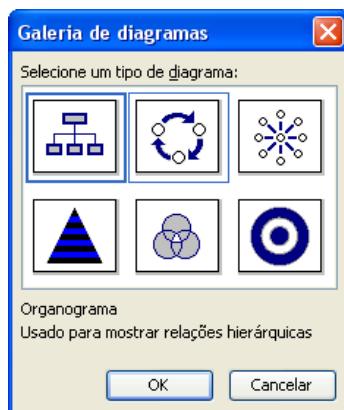 Galeria de diagramas
Selecione um tipo de diagrama:
Organograma
Usado para mostrar relações hierárquicas
OK
Cancelar